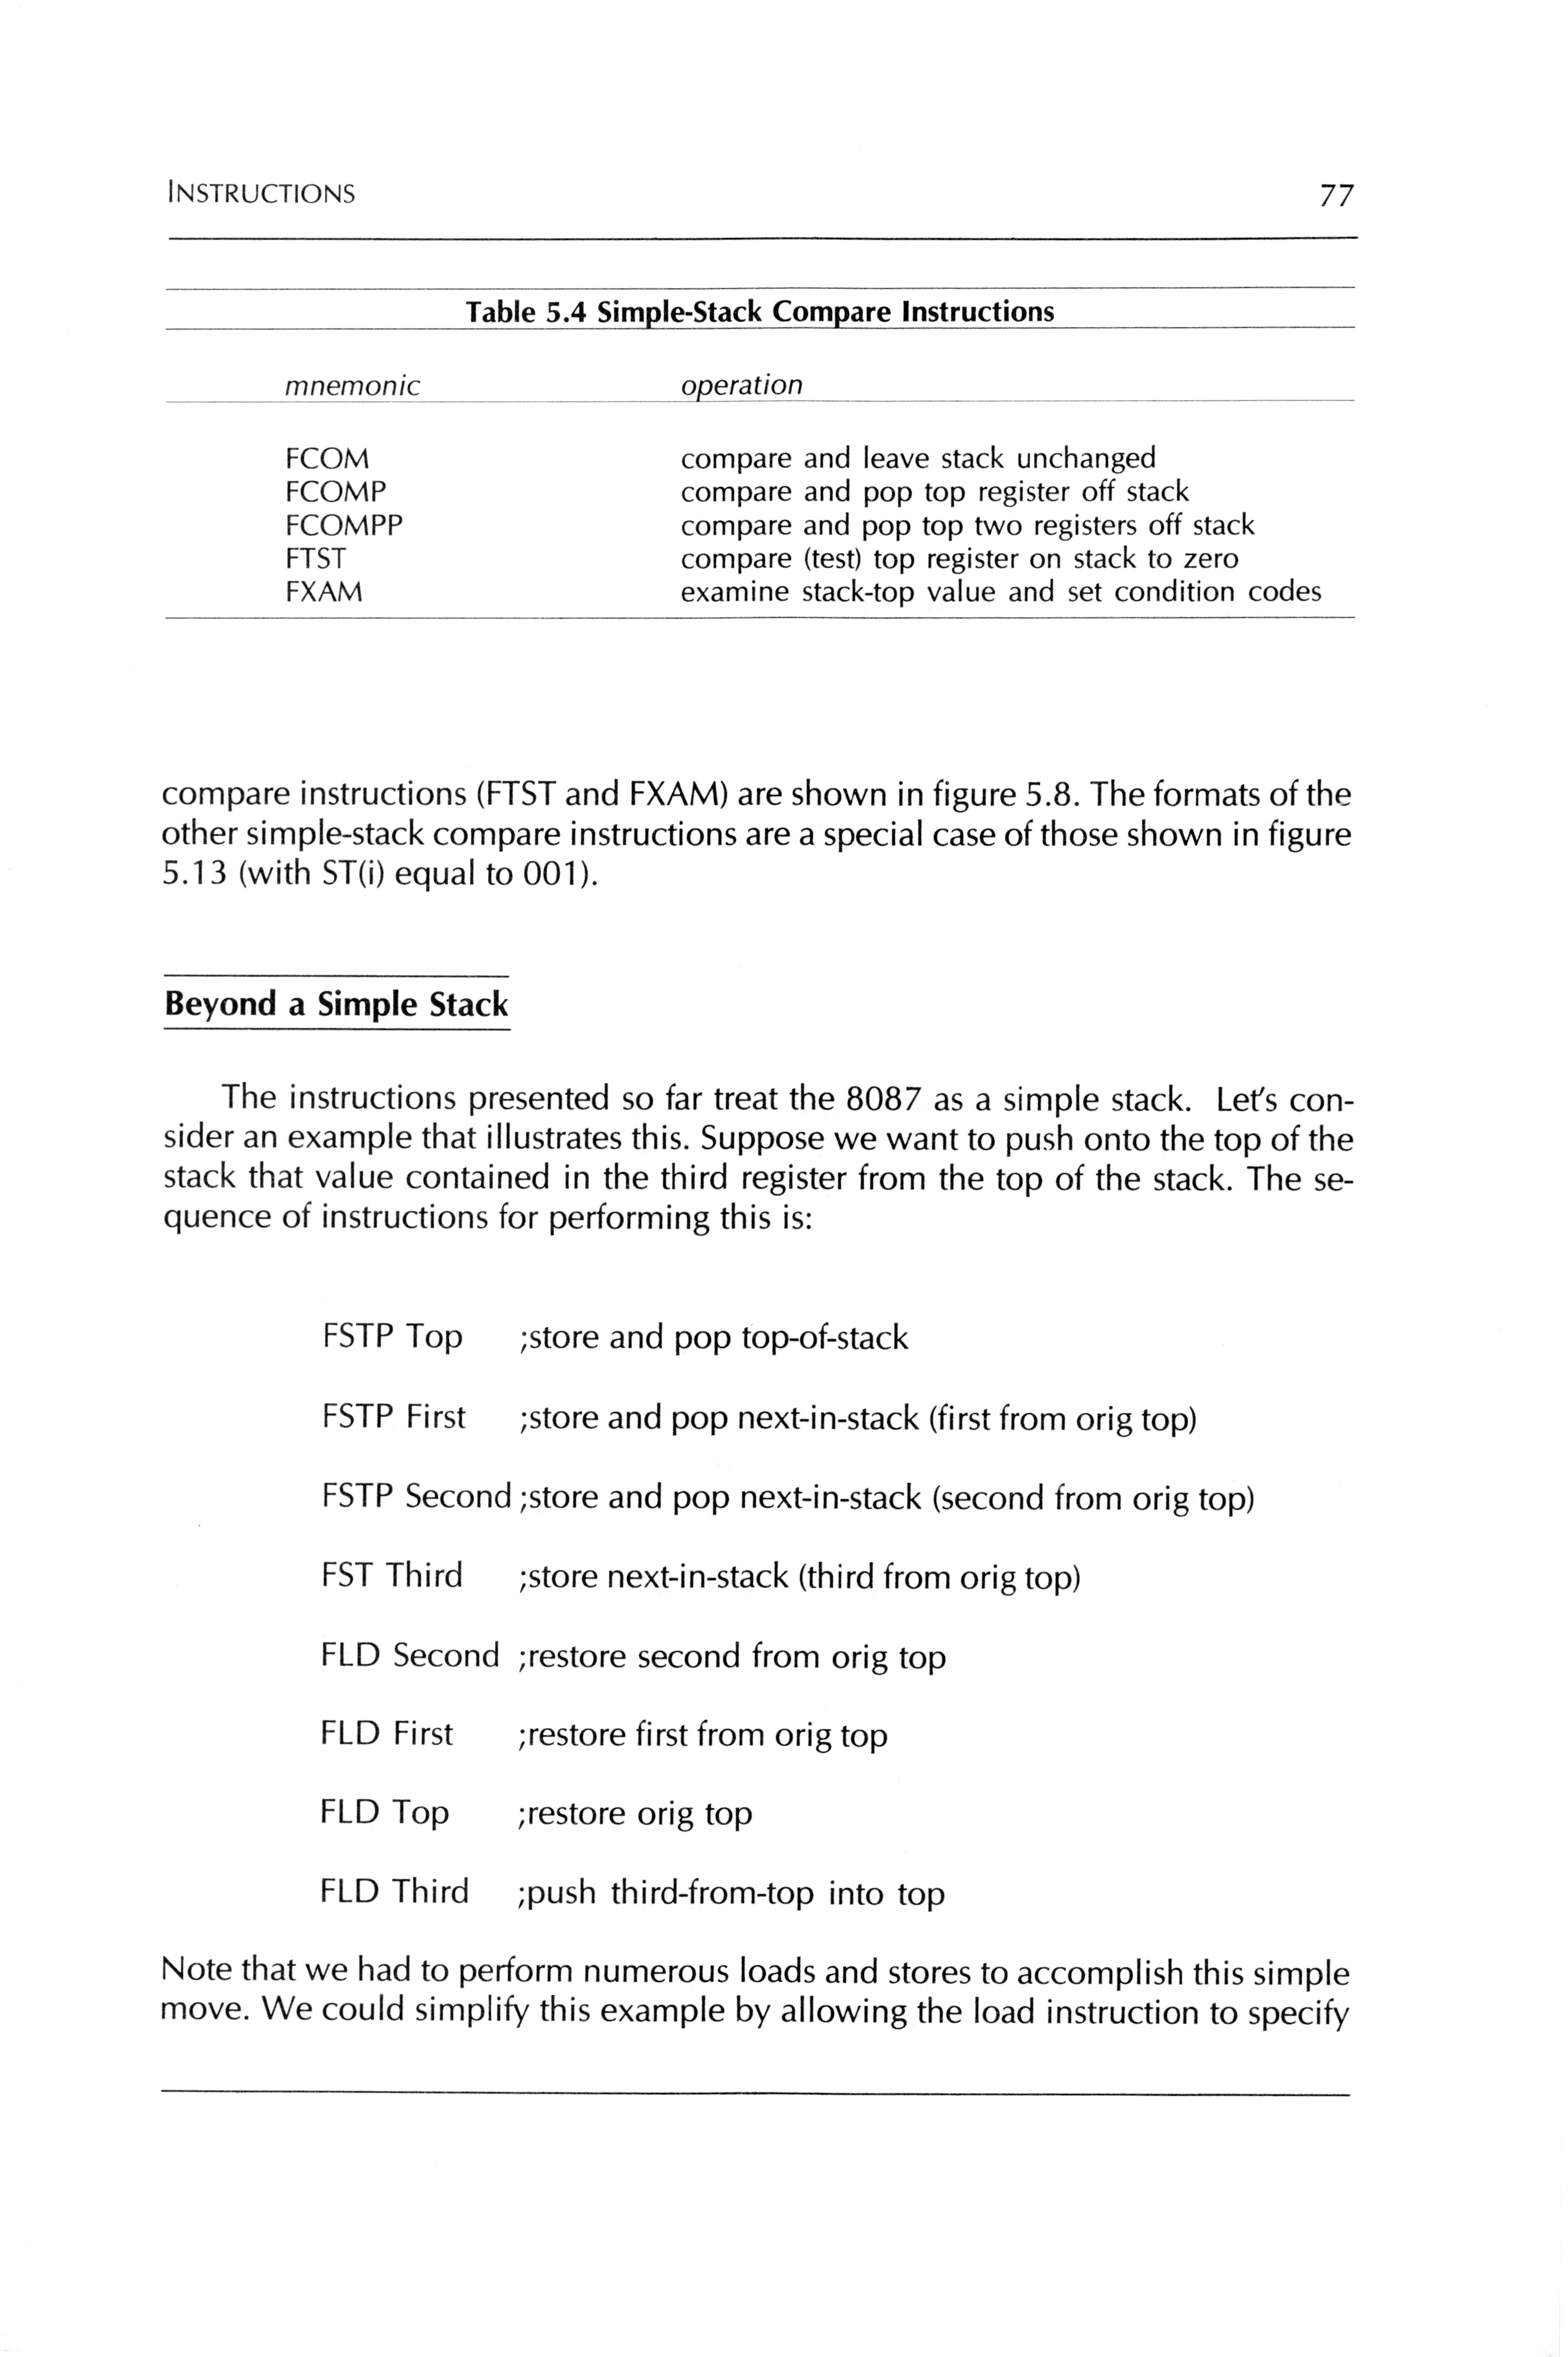 INSTRUCTIONS 77
Table 5.4 Simple-Stack Compare Instructions
mnemonic operation
FCOM compare and leave stack unchanged
FCOMP compare and pop top register off stack
FCOMPP compare and pop top two registers off stack
FTST compare (test) top register on stack to zero
FXAM examine stack-top value and set condition codes
compare instructions (FTST and FXAM) are shown in figure 5.8. The formats of the
other simple-stack compare instructions are a special case of those shown in figure
5.13 (with ST(i) equal to 001).
Beyond a Simple Stack
The instructions presented so far treat the 8087 as a simple stack. Let's con-
sider an example that illustrates this. Suppose we want to push onto the top of the
stack that value contained in the third register from the top of the stack. The se-
quence of instructions for performing this is:
FSTP Top ;store and pop top-of-stack
FSTP First ;store and pop next-in-stack (first from orig top)
FSTP Second ;store and pop next-in-stack (second from orig top)
FST Third ;store next-in-stack (third from orig top)
FLD Second ;restore second from orig top
FLD First ;restore first from orig top
FLD Top ;restore orig top
FLD Third ;push third-from-top into top
Note that we had to perform numerous loads and stores to accomplish this simple
move. We could simplify this example by allowing the load instruction to specify